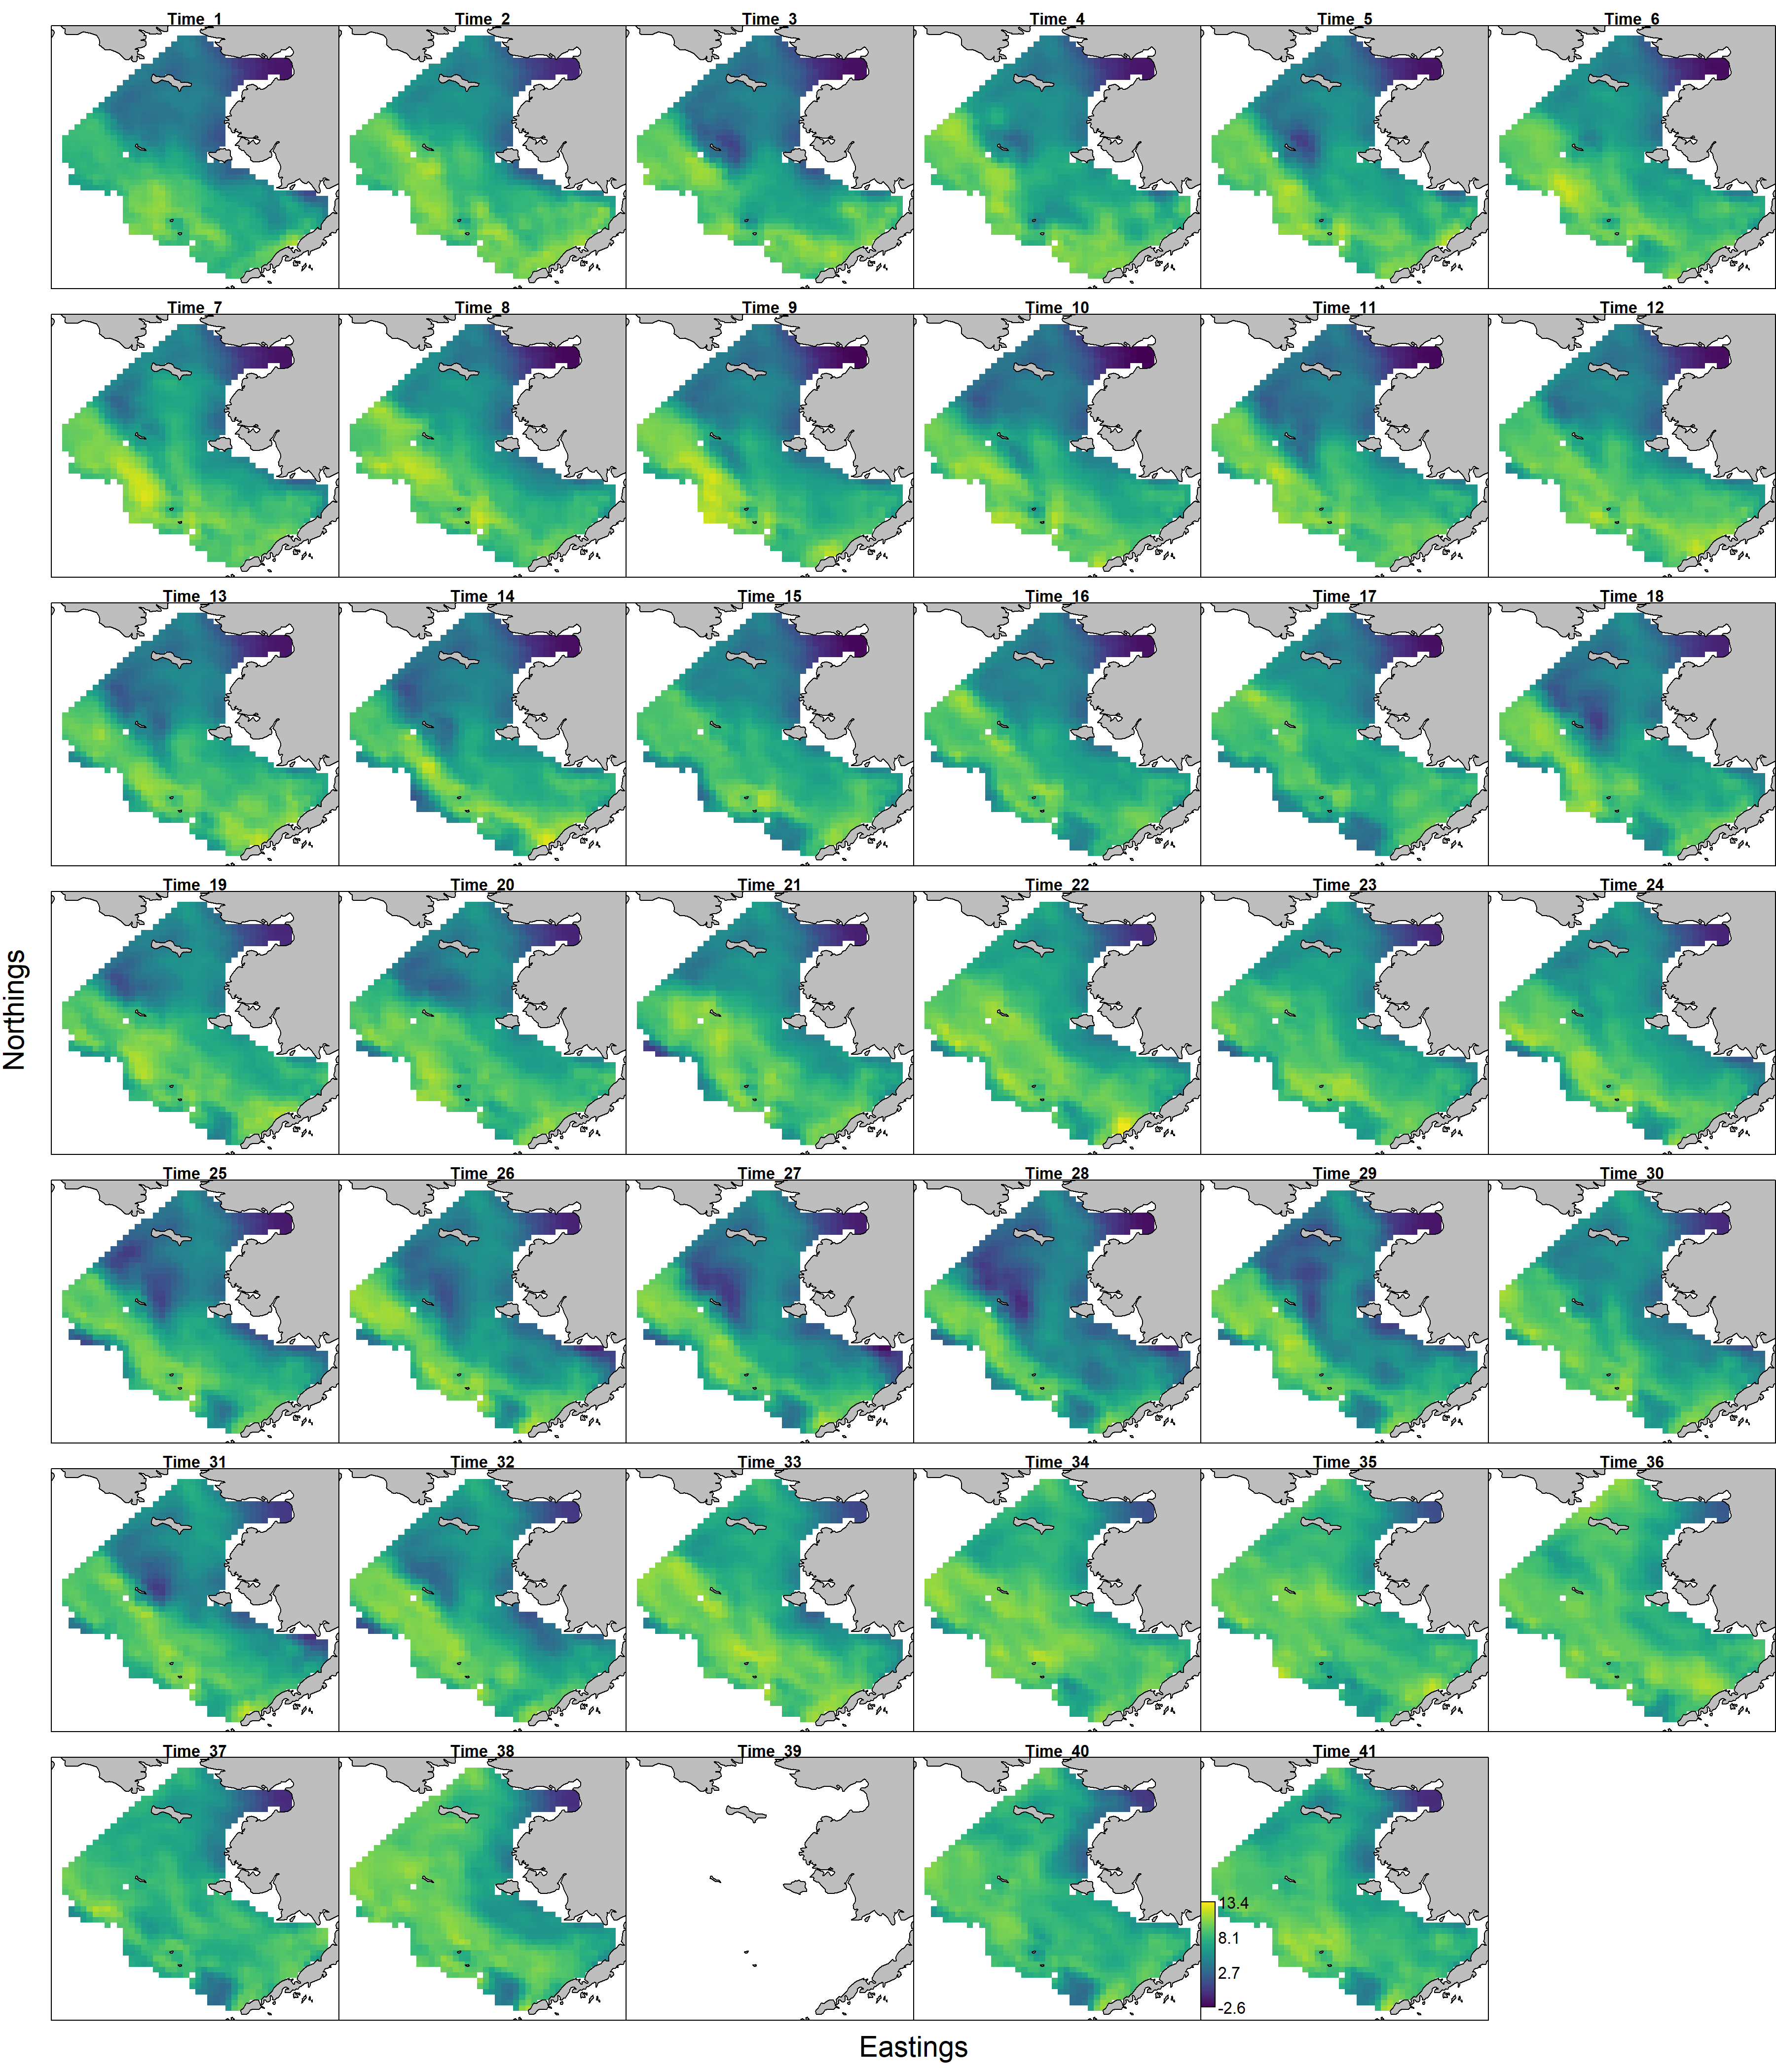 Time_1 Time_2 Time_3 Time_4 Time_5 Time_6
Time_7 Time_8 Time_9 Time_10 Time_11 Time_12
Time_13 Time_14 Time_15 Time_16 Time_17 Time_18
Time_19 Time_20 Time_21 Time_22 Time_23 Time_24
Northings
Time_25 Time_26 Time_27 Time_28 Time_29 Time_30
Time_31 Time_32 Time_33 Time_34 Time_35 Time_36
Time_37 Time_38 Time_39 Time_40 Time_41
13.4
8.1
2.7
-2.6
Eastings